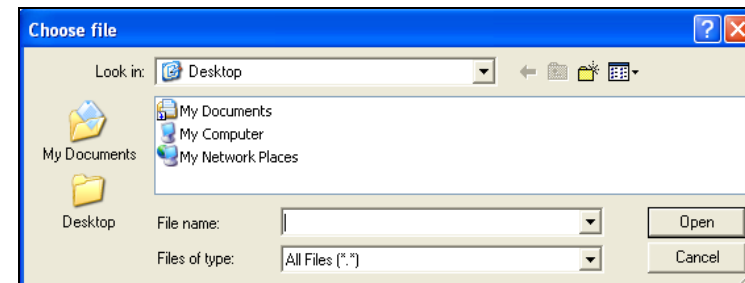 Choose file
Look in: Desktop
My Documents
My Computer
My Network Places
My Documents
Desktop
File name:
Open
Files of type: All Files (*.*)
Cancel